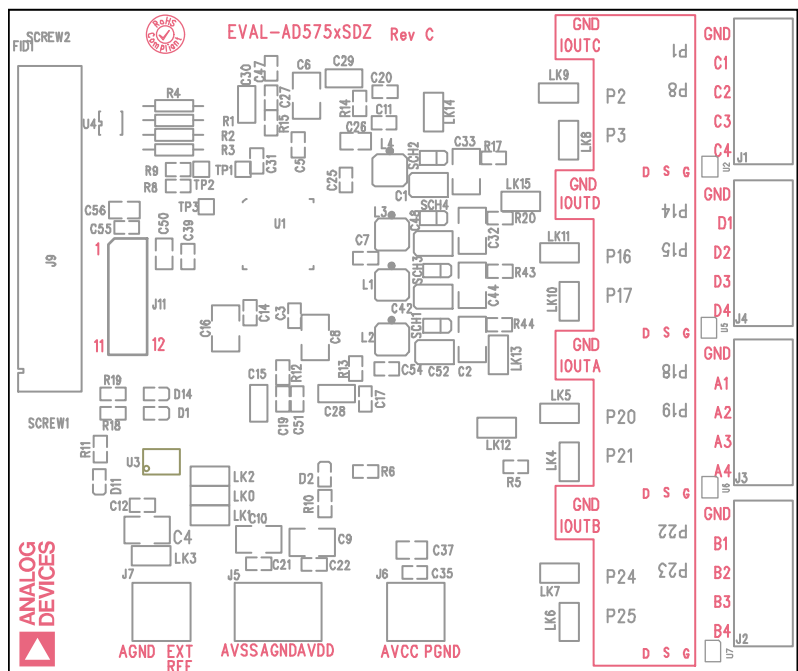 SCREW2
FID1
RoHS
Compliant
EVAL-AD575xSDZ Rev C
GND
IOUTC
P1
GND
C1
C47
C30
C6
C29
C20
LK9
P8
P2
C2
R4
C27
R14
LK14
U4
R1
R15
C11
P3
C3
R2
C26
LK8
R3
C5
L4
SCH2
C33
R17
C4
J1
R9
TP1
C31
U2
R8
TP2
C25
D S G
GND
C1
LK15
GND
IOUTD
TP3
C56
U1
L3
SCH4
C48
R20
P14
D1
C55
C50
C39
C32
1
C7
LK11
P16
P15
D2
J9
SCH3
R43
L1
D3
J11
C44
LK10
P17
C42
D4
J4
C14
C3
SCH1
R44
U5
C16
C8
D S G
L2
LK13
GND
IOUTA
GND
11
12
C54
C52
C2
P18
A1
R19
D14
C15
R12
R13
LK5
P19
A2
R18
D1
C19
C51
C28
C17
P20
SCREW1
LK12
A3
R11
U3
P21
LK4
A4
J3
LK2
D2
R6
R5
U6
D11
LK0
D S G
GND
C12
LK1
R10
GND
IOUTB
C10
P22
B1
C4
C9
C37
LK3
C21
C22
P23
B2
J7
J5
J6
C35
P24
LK7
B3
P25
LK6
ANALOG
DEVICES
B4
J2
AGND
EXT
REF
AVSS
AGND
AVDD
AVCC
PGND
D S G
U7